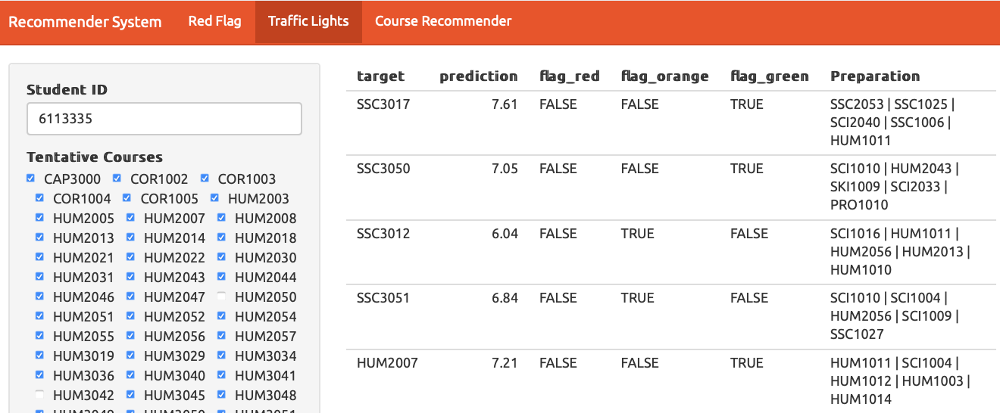 Recommender System Red Flag Traffic Lights Course Recommender
Student ID
6113335
Tentative Courses
CAP3000 COR1002 COR1003
COR1004 COR1005 HUM2003
HUM2005 HUM2007 HUM2008
HUM2013 HUM2014 HUM2018
HUM2021 HUM2022 HUM2030
HUM2031 HUM2043 HUM2044
HUM2046 HUM2047 HUM2050
HUM2051 HUM2052 HUM2054
HUM2055 HUM2056 HUM2057
HUM3019 HUM3029 HUM3034
HUM3036 HUM3040 HUM3041
HUM3042 HUM3045 HUM3048
target prediction flag_red flag_orange flag_green Preparation
SSC3017 7.61 FALSE FALSE TRUE SSC2053 | SSC1025 |
SCI2040 | SSC1006 |
HUM1011
SSC3050 7.05 FALSE FALSE TRUE SCI1010 | HUM2043 |
SKI1009 | SCI2033 |
PRO1010
SSC3012 6.04 FALSE TRUE FALSE SCI1016 | HUM1011 |
HUM2056 | HUM2013 |
HUM1010
SSC3051 6.84 FALSE TRUE FALSE SCI1010 | SCI1004 |
HUM2056 | SCI1009 |
SSC1027
HUM2007 7.21 FALSE FALSE TRUE HUM1011 | SCI1004 |
HUM1012 | HUM1003 |
HUM1014